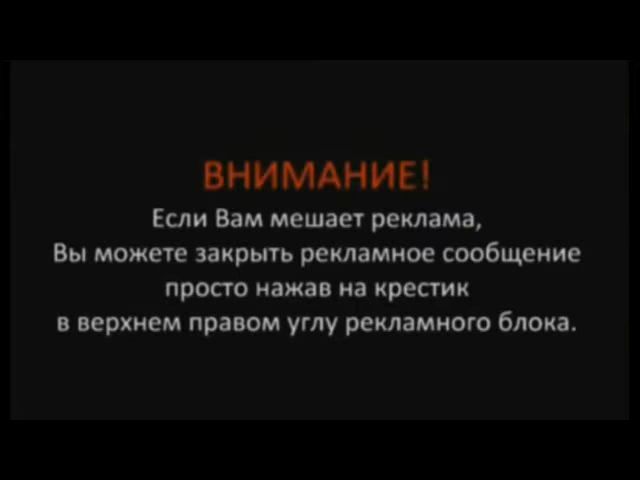 ВНИМАНИЕ!
Если Вам мешает реклама,
Вы можете закрыть рекламное сообщение
просто нажав на крестик
в верхнем правом углу рекламного блока.